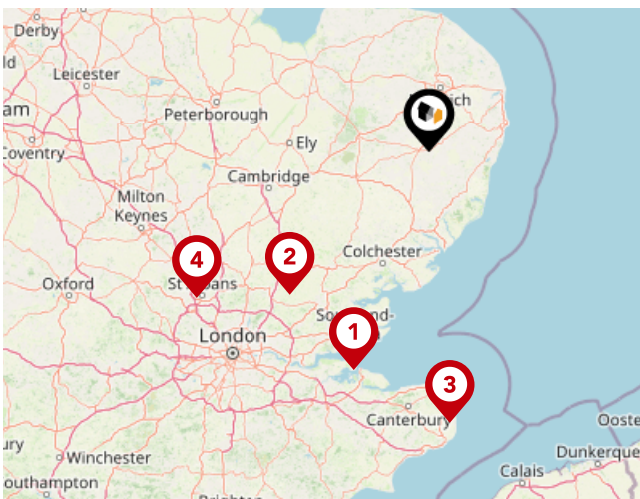 Derby
Leicester
Peterborough
Ely
Coventry
Cambridge
Milton
Keynes
4
2
Colchester
Oxford
1
London
3
Canterbury
Winchester
Calais
Dunkerque